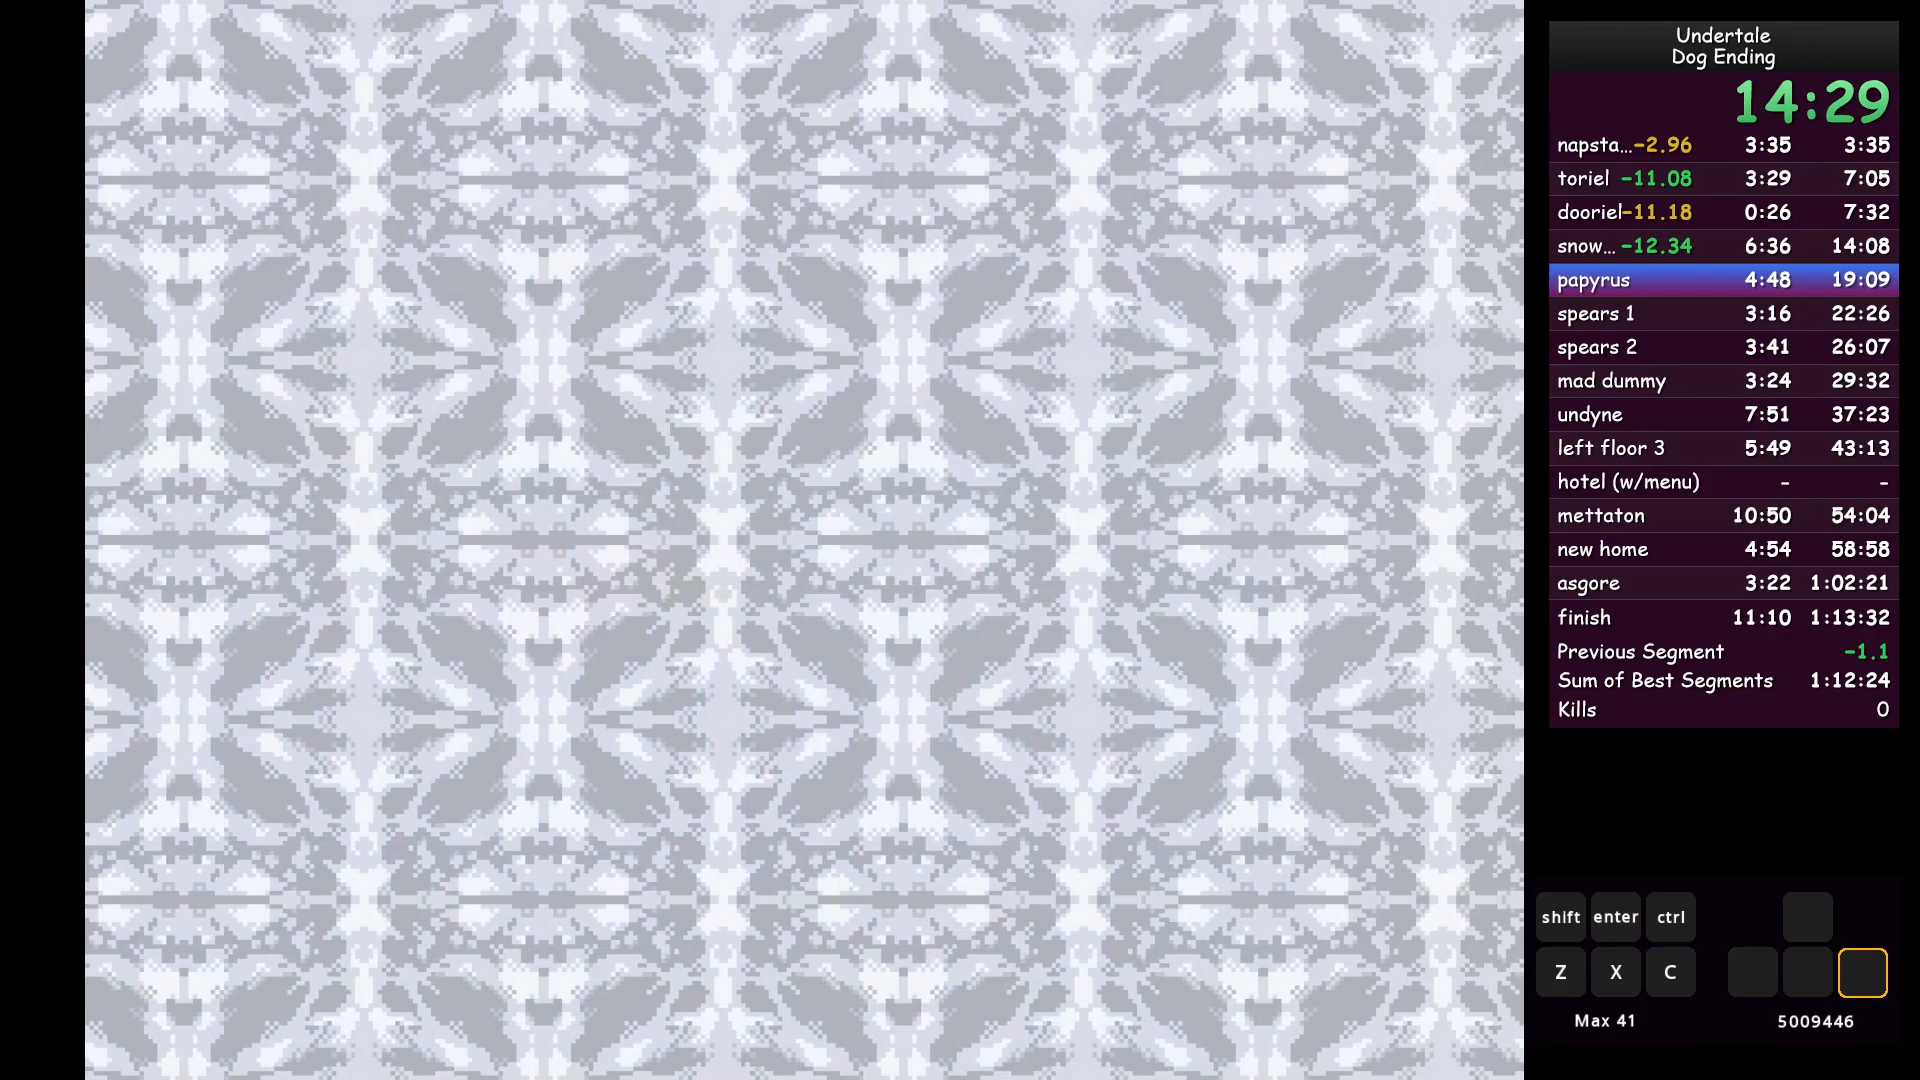 Undertale
Dog Ending
14:29
napsta... -2.96 3:35 3:35
toriel -11.08 3:29 7:05
dooriel -11.18 0:26 7:32
snow... -12.34 6:36 14:08
papyrus 4:48 19:09
spears 1 3:16 22:26
spears 2 3:41 26:07
mad dummy 3:24 29:32
undyne 7:51 37:23
left floor 3 5:49 43:13
hotel (w/menu) - -
mettaton 10:50 54:04
new home 4:54 58:58
asgore 3:22 1:02:21
finish 11:10 1:13:32
Previous Segment -1.1
Sum of Best Segments 1:12:24
Kills 0
shift enter ctrl
Z X C
Max 41 5009446